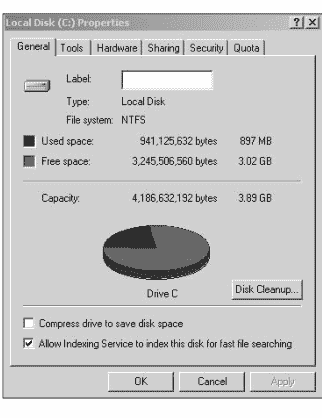 Local Disk (C:) Properties ? X
General Tools Hardware Sharing Security Quota
Label:
Type: Local Disk
File system: NTFS
Used space: 941,125,632 bytes 897 MB
Free space: 3,245,506,560 bytes 3.02 GB
Capacity: 4,186,632,192 bytes 3.89 GB
Drive C Disk Cleanup...
Compress drive to save disk space
Allow Indexing Service to index this disk for fast file searching
OK Cancel Apply